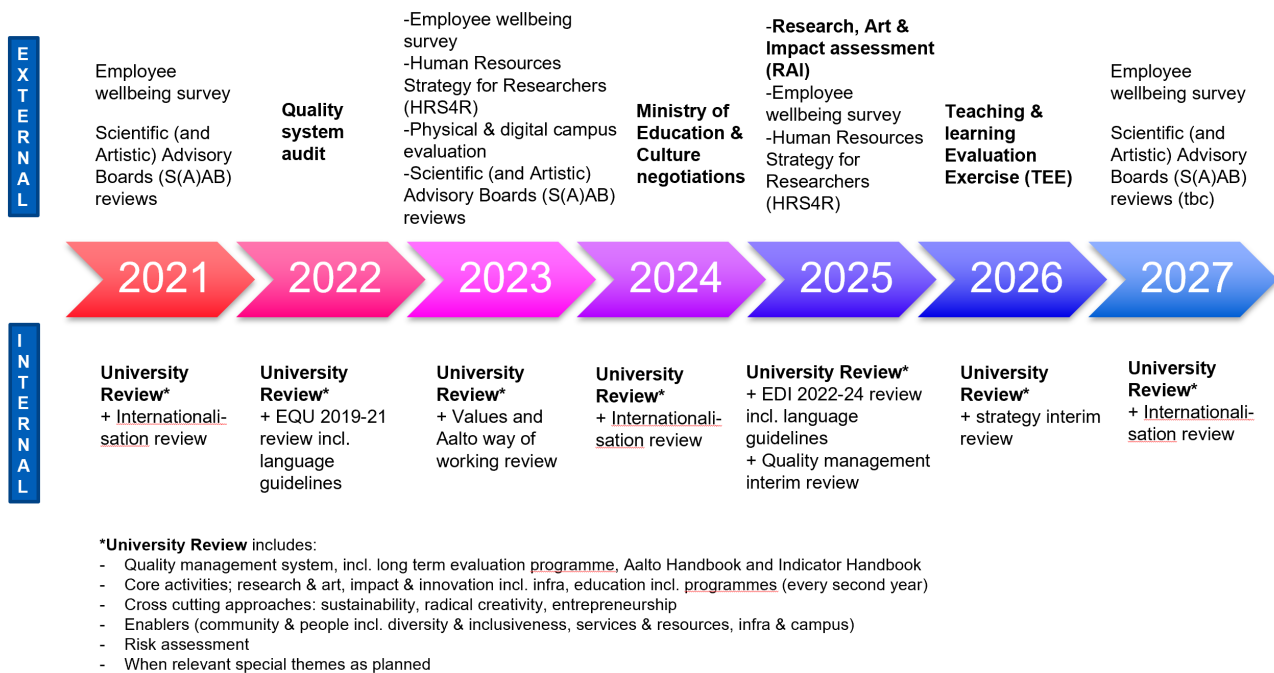 EXTERNAL
Employee
wellbeing survey
Scientific (and
Artistic) Advisory
Boards (S(A)AB)
reviews
Quality
system
audit
-Employee wellbeing
survey
-Human Resources
Strategy for Researchers
(HRS4R)
-Physical & digital campus
evaluation
-Scientific (and Artistic)
Advisory Boards (S(A)AB)
reviews
Ministry of
Education &
Culture
negotiations
-Research, Art &
Impact assessment
(RAI)
-Employee
wellbeing survey
-Human Resources
Strategy for
Researchers
(HRS4R)
Teaching &
learning
Evaluation
Exercise (TEE)
Employee
wellbeing survey
Scientific (and
Artistic) Advisory
Boards (S(A)AB)
reviews (tbc)
2021
2022
2023
2024
2025
2026
2027
INTERNAL
University
Review*
+ Internationali-
sation review
University
Review*
+ EQU 2019-21
review incl.
language
guidelines
University
Review*
+ Values and
Aalto way of
working review
University
Review*
+ Internationali-
sation review
University Review*
+ EDI 2022-24 review
incl. language
guidelines
+ Quality management
interim review
University
Review*
+ strategy interim
review
University
Review*
+ Internationali-
sation review
*University Review includes:
- Quality management system, incl. long term evaluation programme, Aalto Handbook and Indicator Handbook
- Core activities; research & art, impact & innovation incl. infra, education incl. programmes (every second year)
- Cross cutting approaches: sustainability, radical creativity, entrepreneurship
- Enablers (community & people incl. diversity & inclusiveness, services & resources, infra & campus)
- Risk assessment
- When relevant special themes as planned